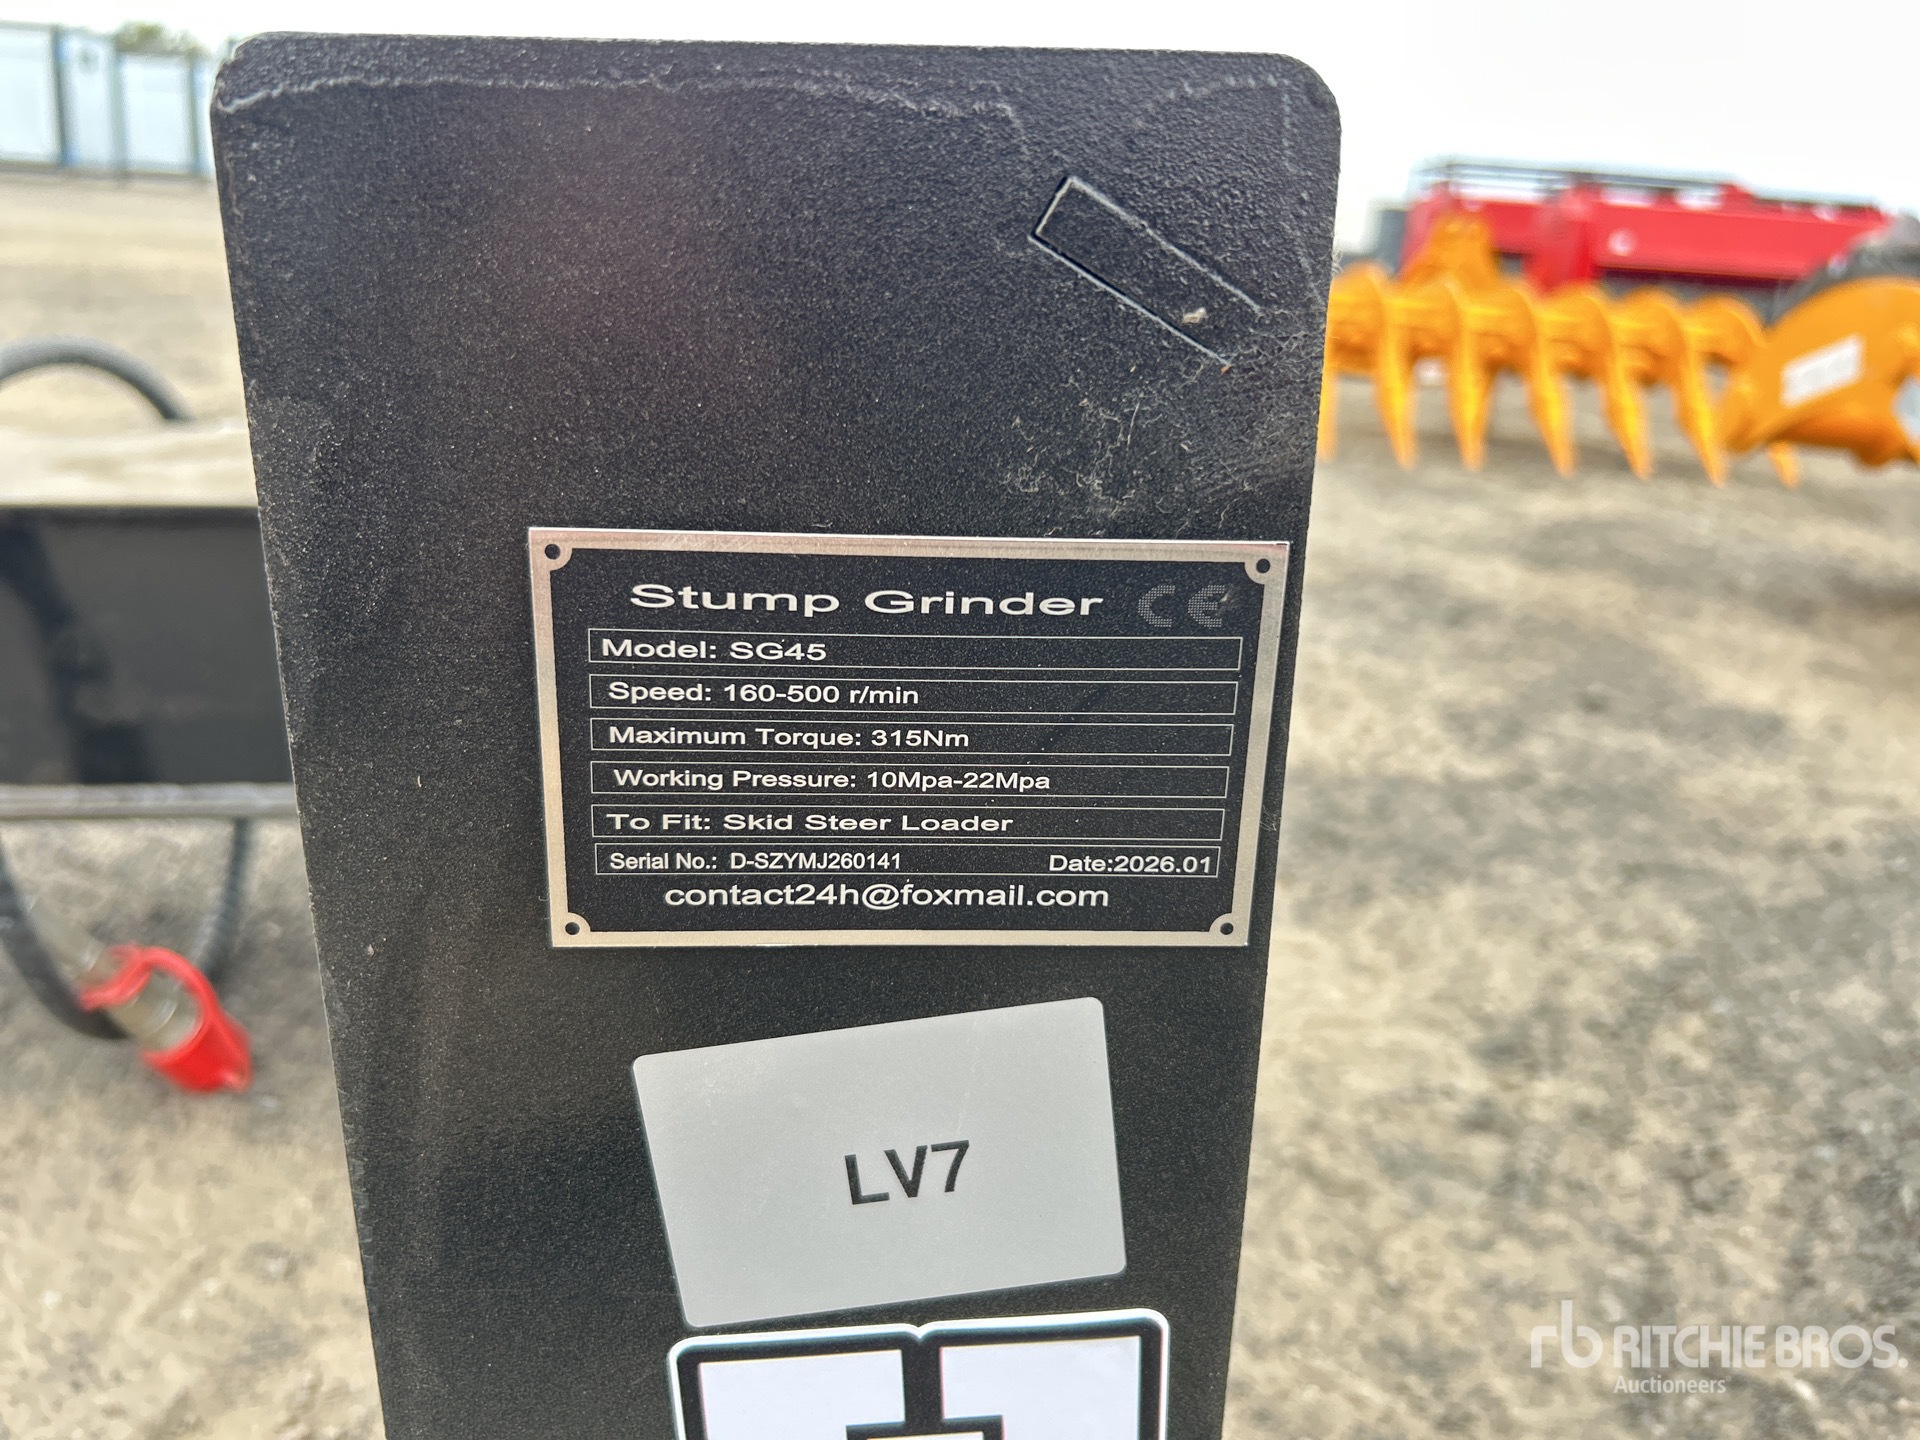 Stump Grinder CE
Model: SG45
Speed: 160-500 r/min
Maximum Torque: 315Nm
Working Pressure: 10Mpa-22Mpa
To Fit: Skid Steer Loader
Serial No.: D-SZYMJ260141 Date:2026.01
contact24h@foxmail.com
LV7
rb RITCHIE BROS.
Auctioneers